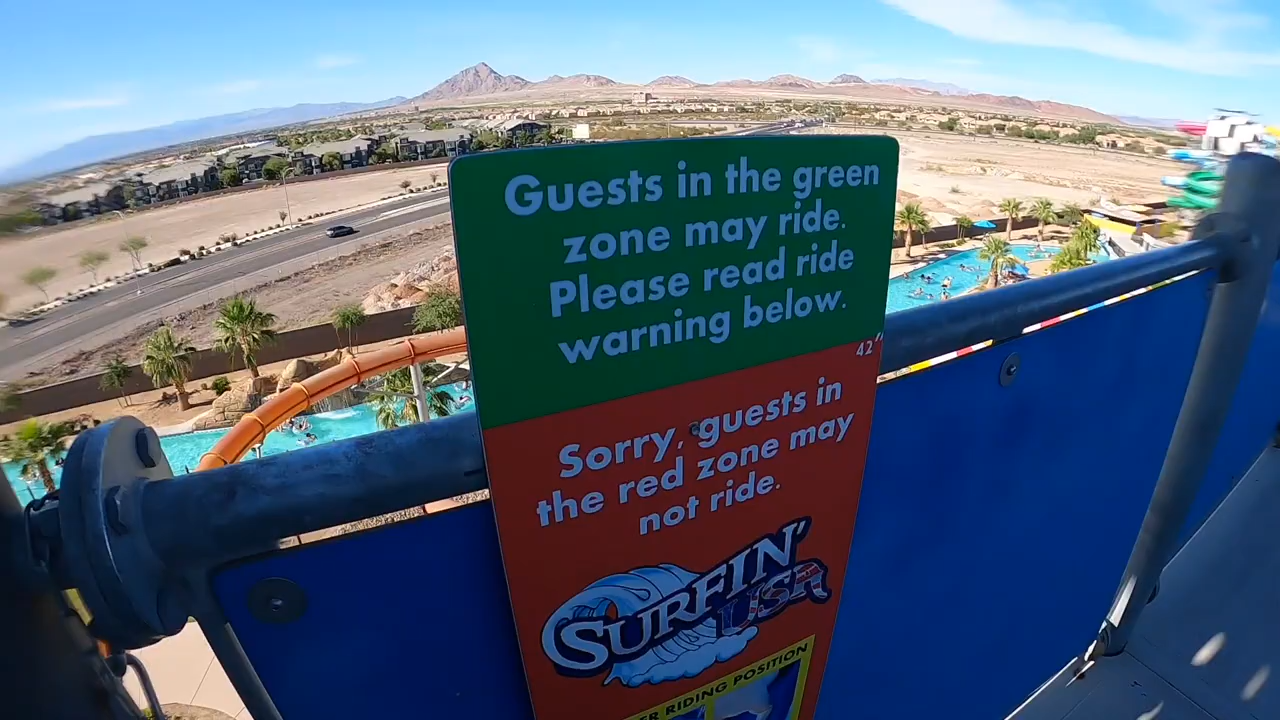 Guests in the green
zone may ride.
Please read ride
warning below.
42"
Sorry, guests in
the red zone may
not ride.
SURFIN'
USA
RIDING POSITION